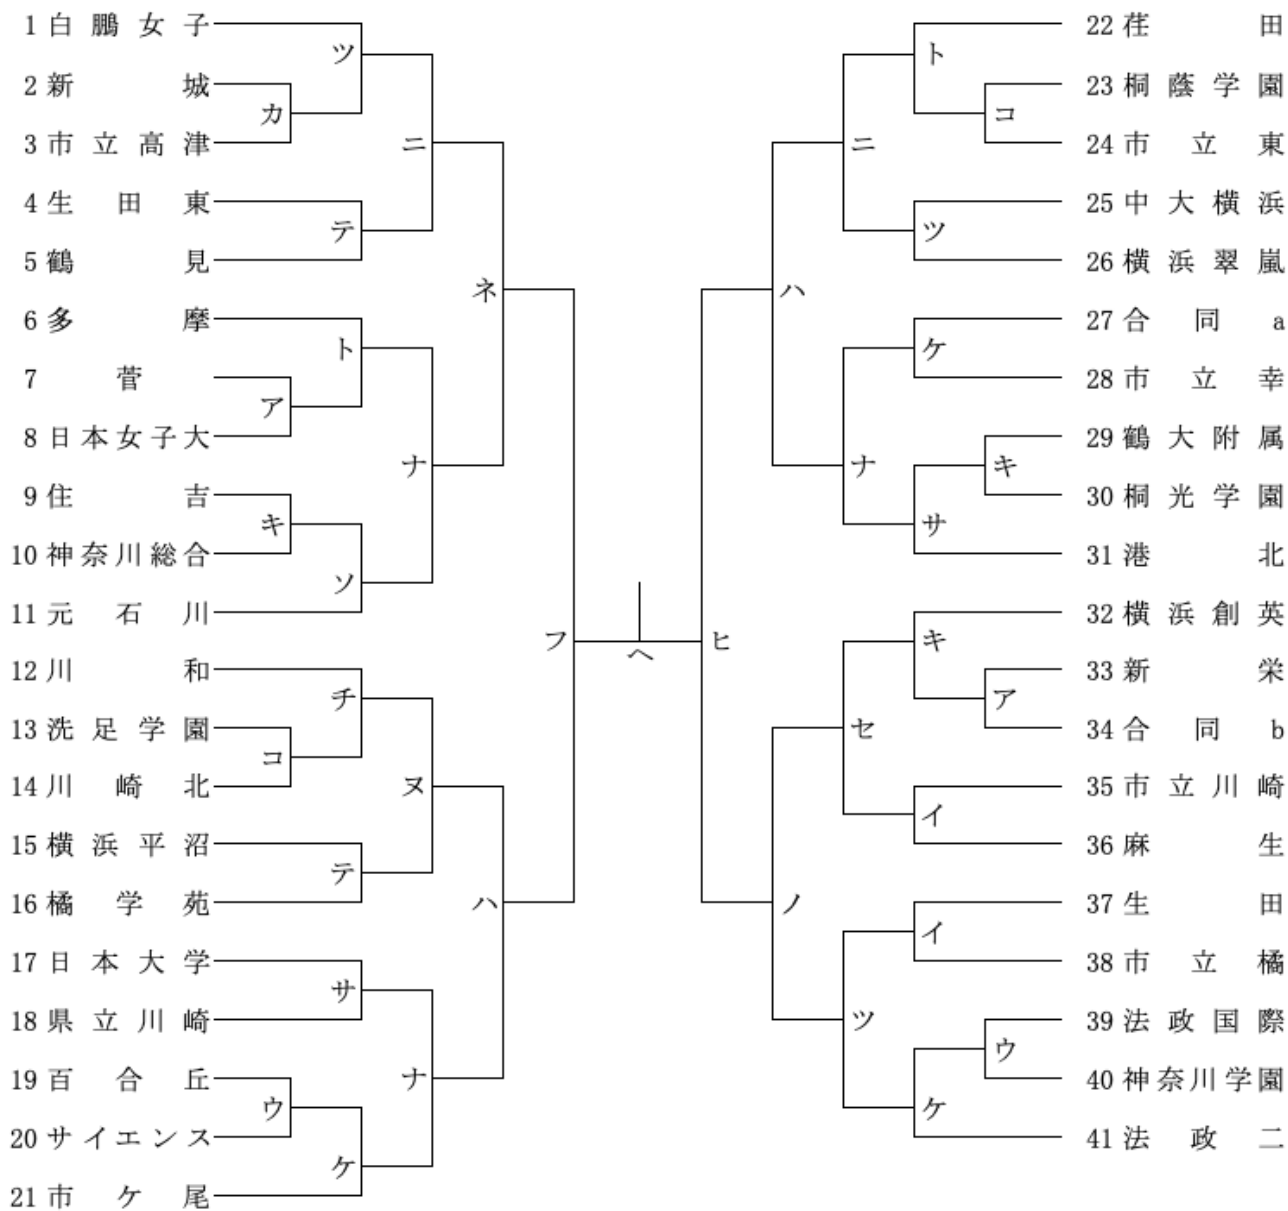 1 白鵬女子
2 新城
3 市立高津
4 生田東
5 鶴見
6 多摩
7 菅
8 日本女子大
9 住吉
10 神奈川総合
11 元石川
12 川和
13 洗足学園
14 川崎北
15 横浜平沼
16 橘学苑
17 日本大学
18 県立川崎
19 百合丘
20 サイエンス
21 市ケ尾
カ
ア
キ
コ
ウ
ツ
テ
ト
ソ
チ
テ
サ
ケ
ニ
ナ
ヌ
ナ
ネ
ハ
フ
ヘ
ヒ
ハ
ノ
ニ
ナ
セ
ツ
ト
ツ
ケ
サ
キ
イ
イ
ケ
コ
キ
ア
ウ
22 荏田
23 桐蔭学園
24 市立東
25 中大横浜
26 横浜翠嵐
27 合同a
28 市立幸
29 鶴大附属
30 桐光学園
31 港北
32 横浜創英
33 新栄
34 合同b
35 市立川崎
36 麻生
37 生田
38 市立橘
39 法政国際
40 神奈川学園
41 法政二